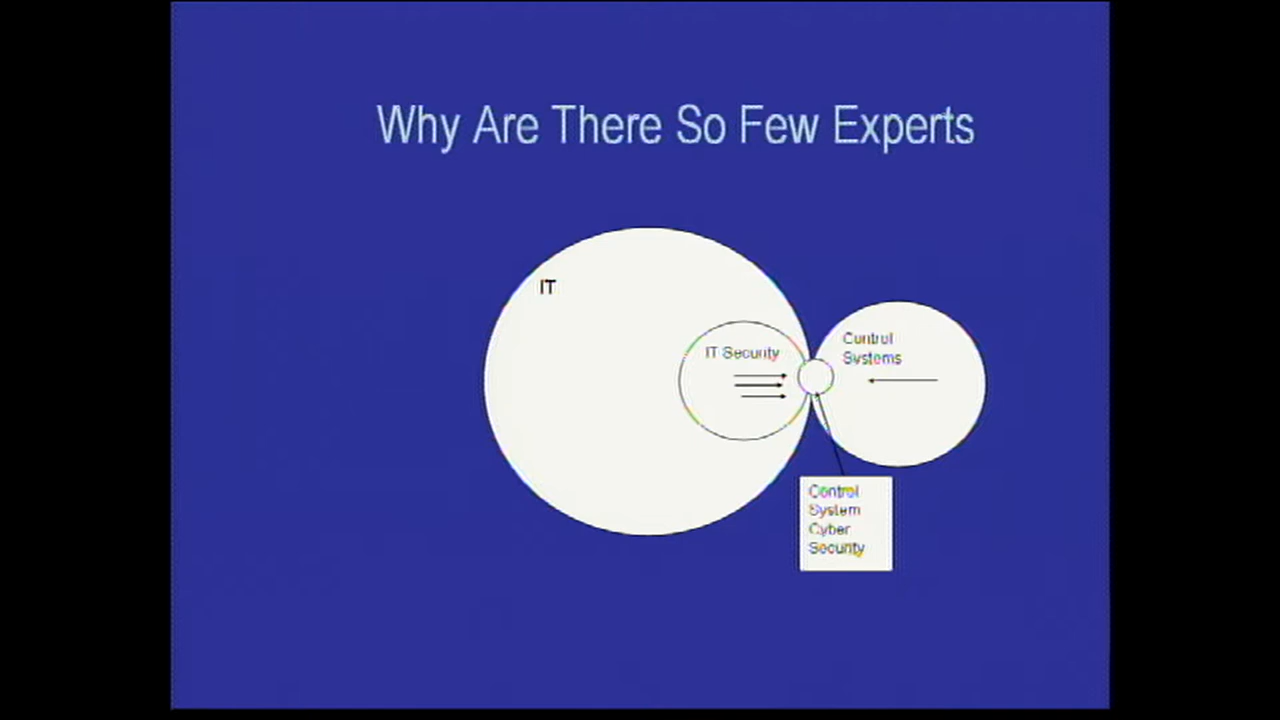 Why Are There So Few Experts
IT
IT Security
Control
Systems
Control
System
Cyber
Security